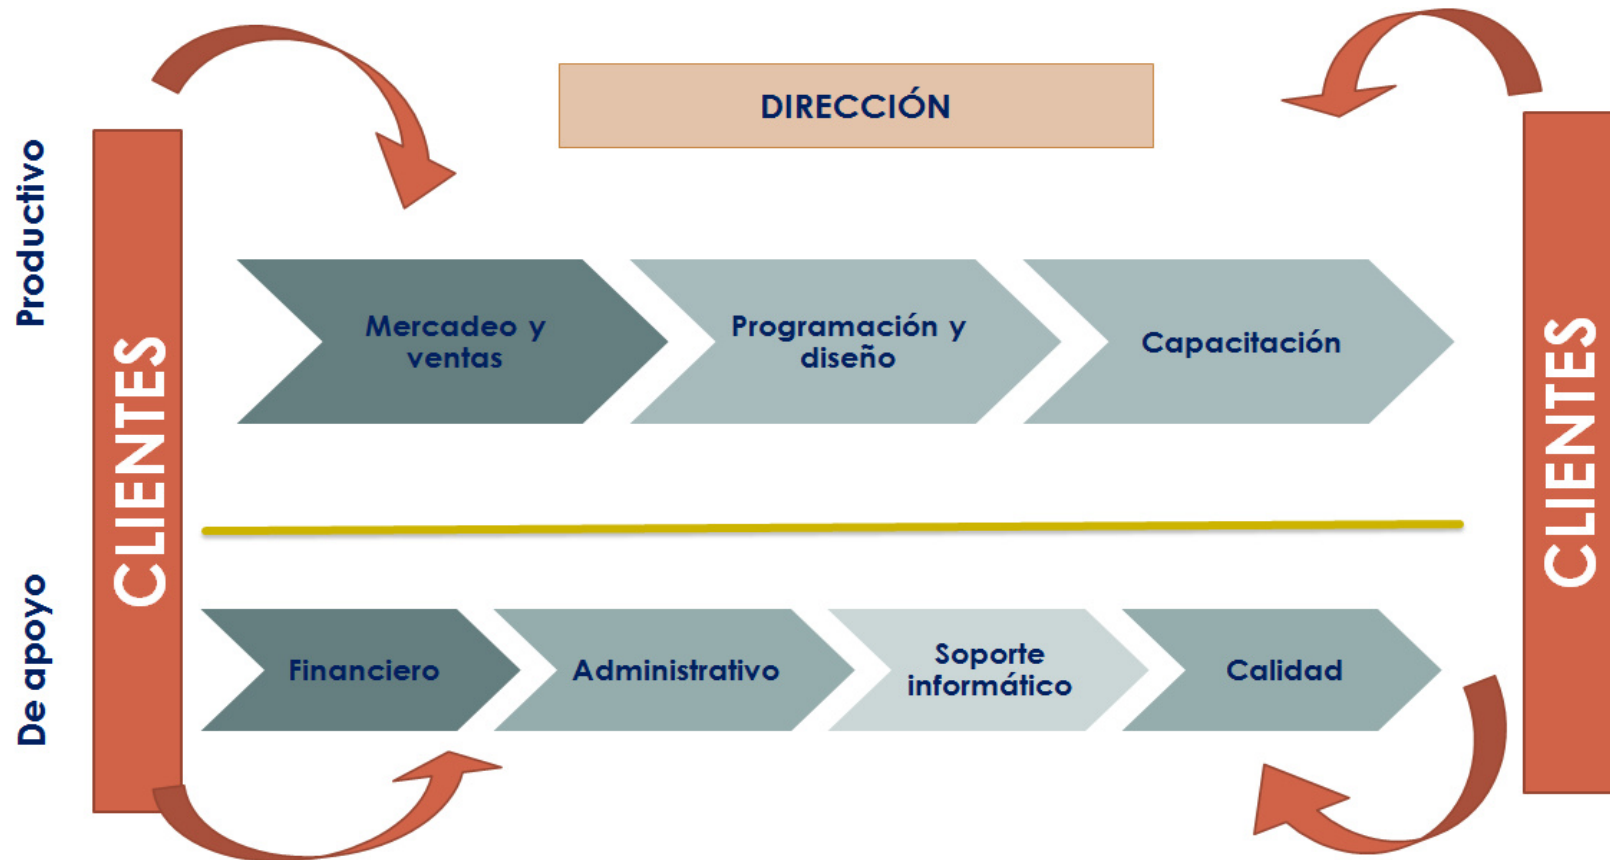 DIRECCIÓN
Productivo
CLIENTES
Mercadeo y
ventas
Programación y
diseño
Capacitación
CLIENTES
De apoyo
Financiero
Administrativo
Soporte
informático
Calidad